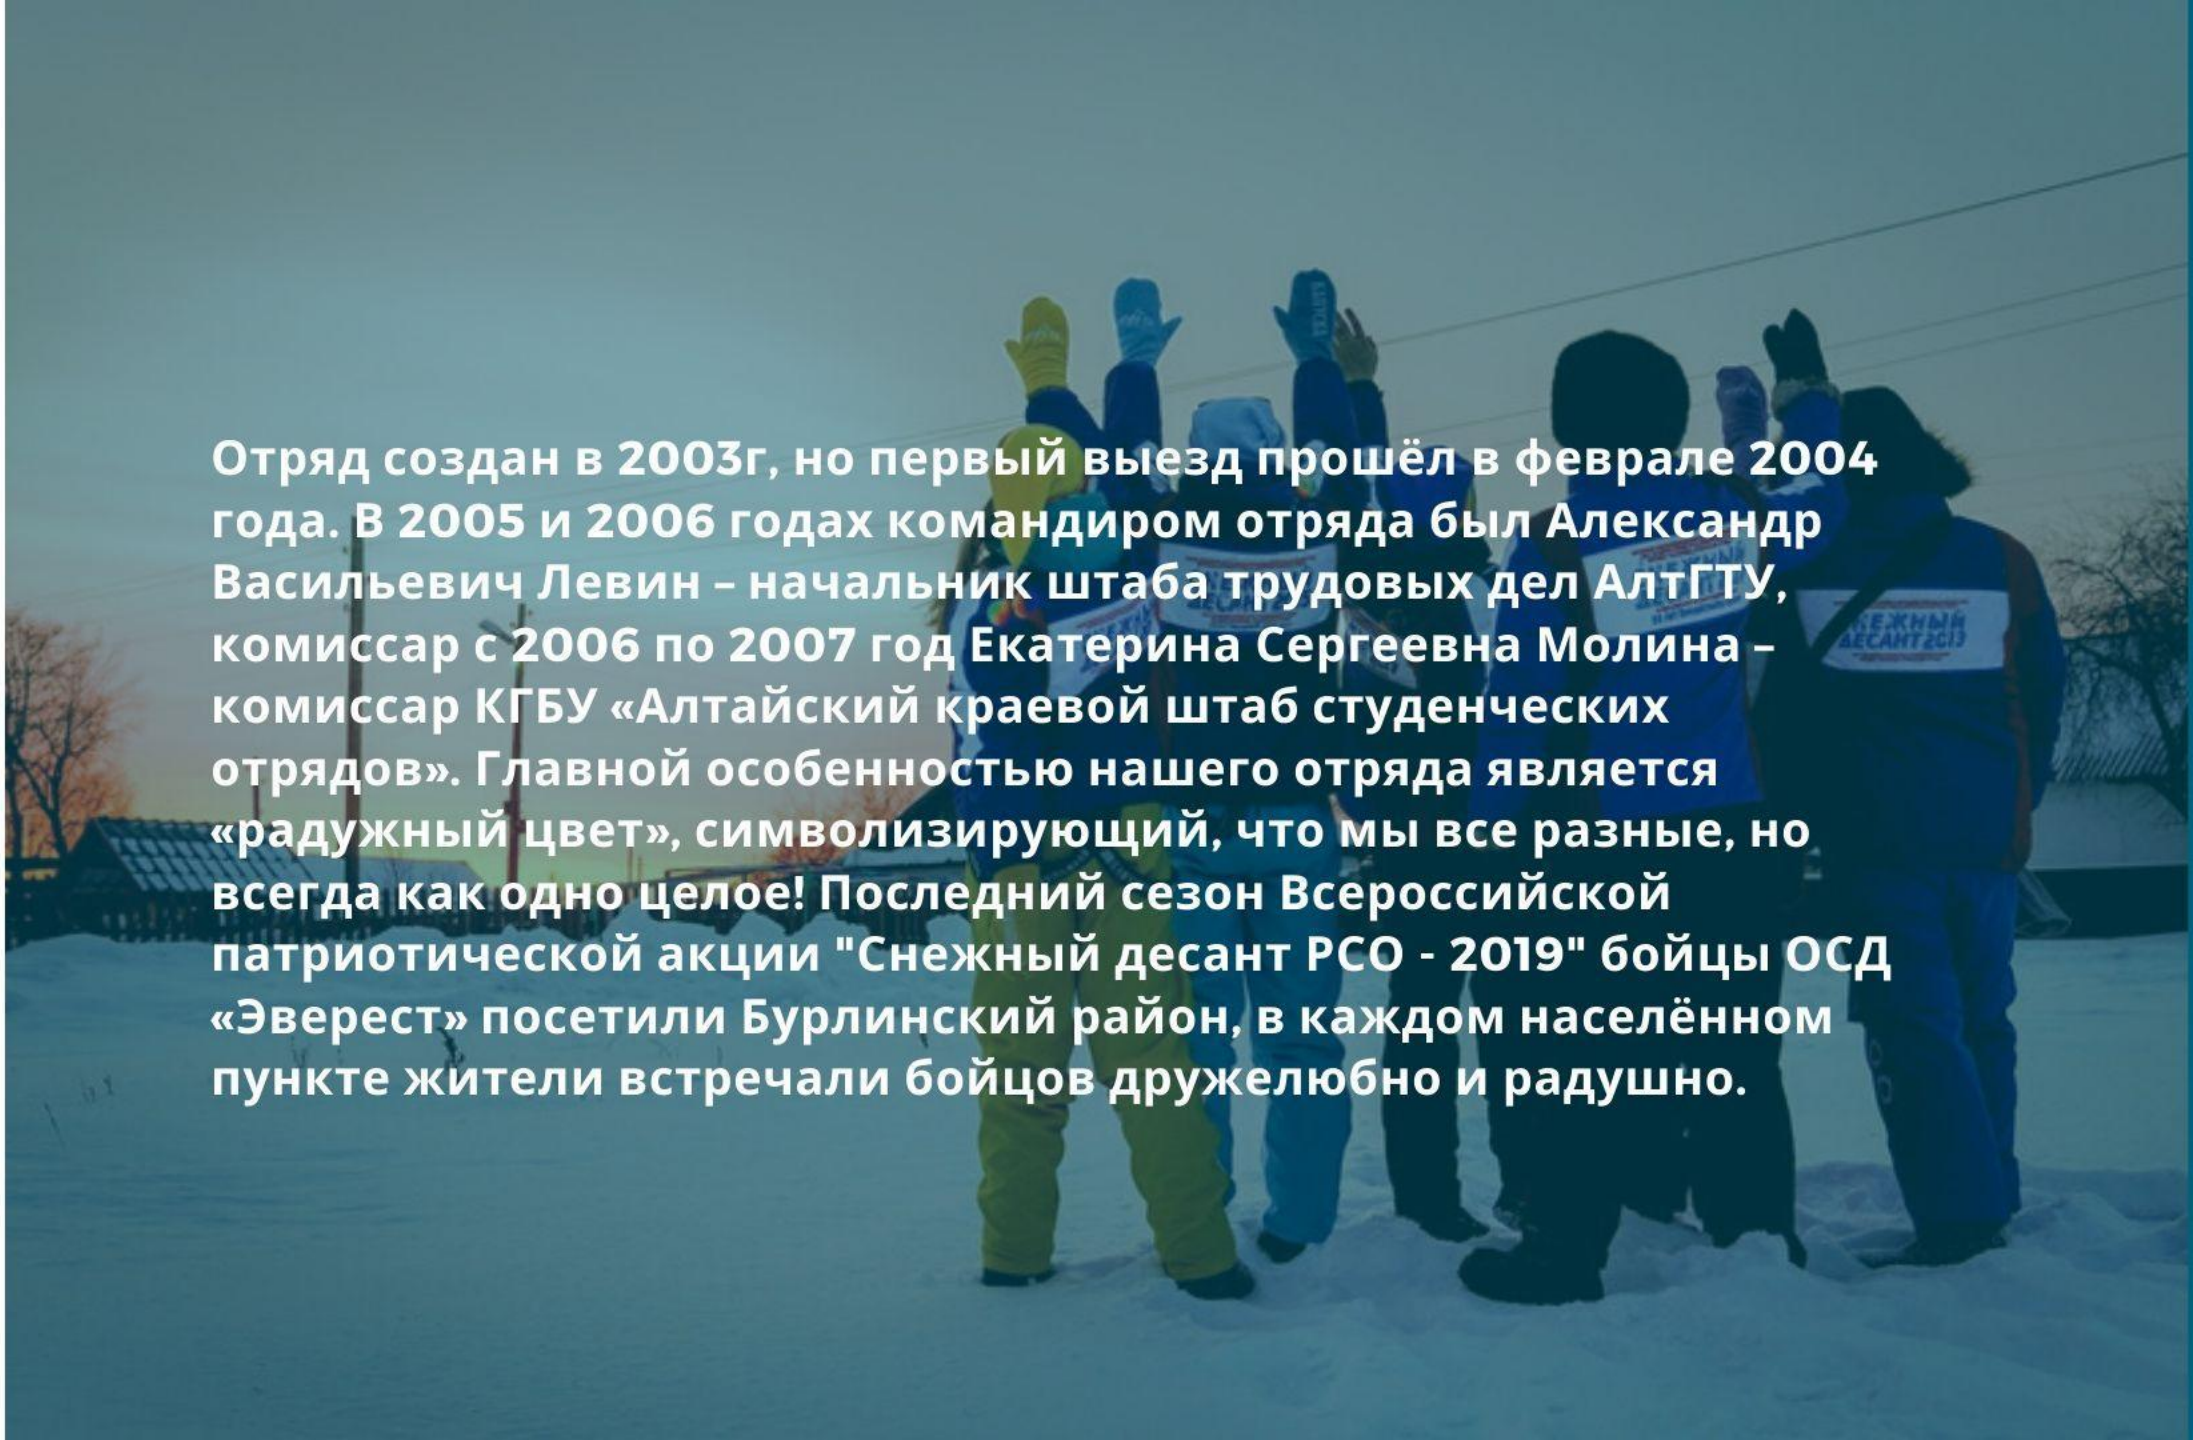 Отряд создан в 2003г, но первый выезд прошёл в феврале 2004
года. В 2005 и 2006 годах командиром отряда был Александр
Васильевич Левин – начальник штаба трудовых дел АлтГТУ,
комиссар с 2006 по 2007 год Екатерина Сергеевна Молина –
комиссар КГБУ «Алтайский краевой штаб студенческих
отрядов». Главной особенностью нашего отряда является
«радужный цвет», символизирующий, что мы все разные, но
всегда как одно целое! Последний сезон Всероссийской
патриотической акции "Снежный десант РСО - 2019" бойцы ОСД
«Эверест» посетили Бурлинский район, в каждом населённом
пункте жители встречали бойцов дружелюбно и радушно.